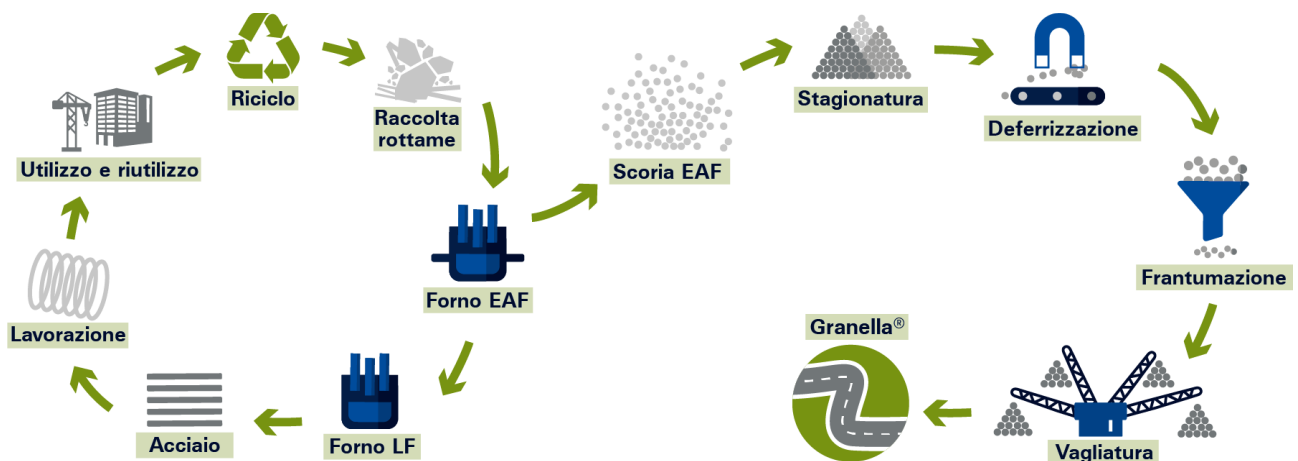 Riciclo
Raccolta
rottame
Utilizzo e riutilizzo
Lavorazione
Acciaio
Forno LF
Forno EAF
Scoria EAF
Stagionatura
Deferrizzazione
Frantumazione
Vagliatura
Granella®